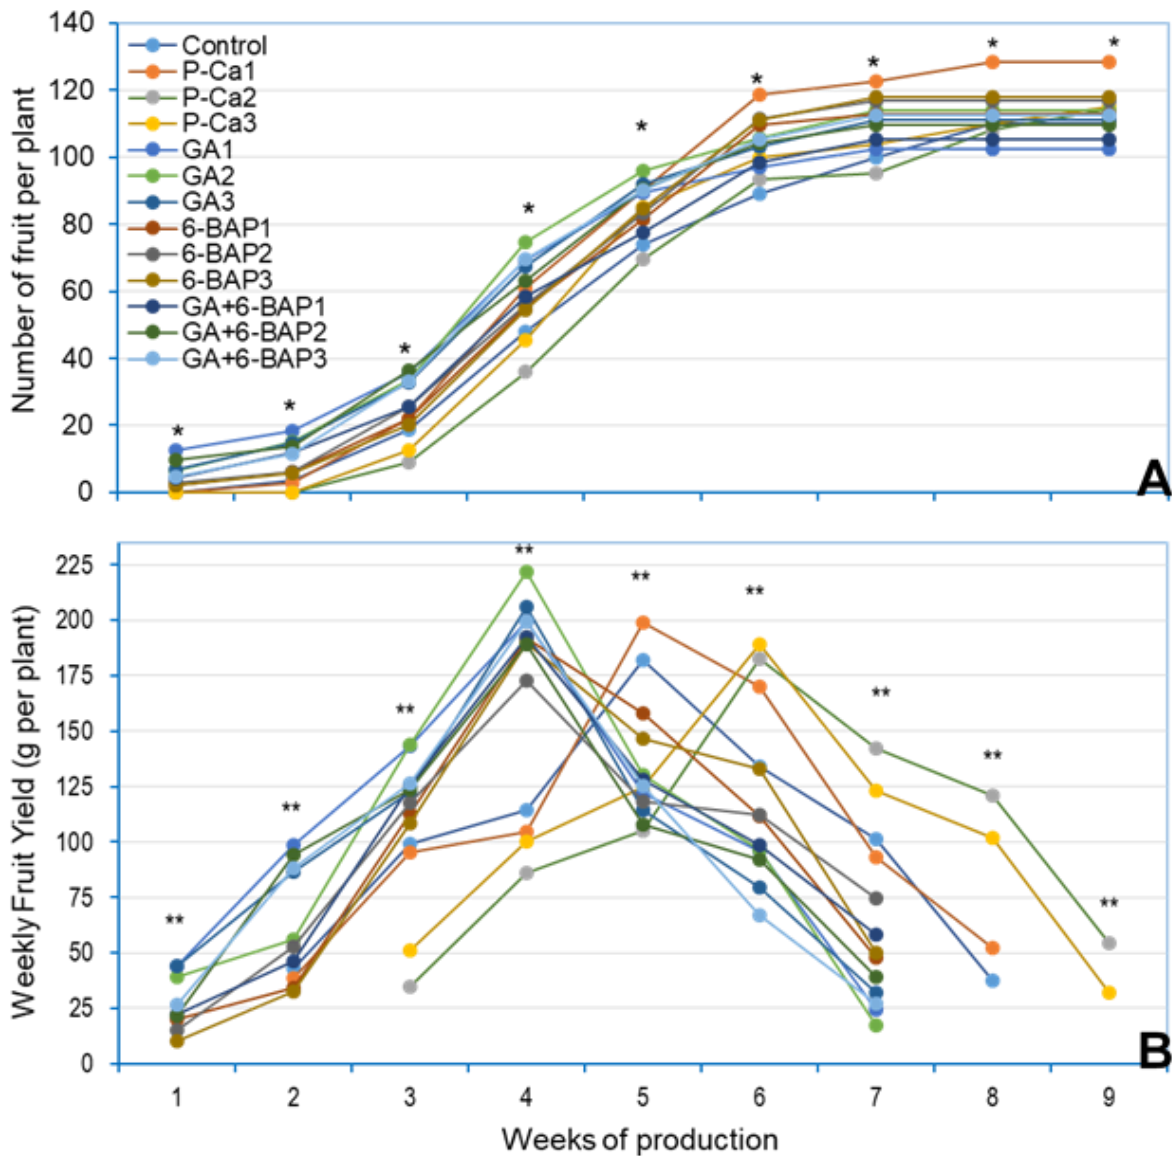 140
120
100
80
60
40
20
0
Number of fruit per plant
Control
P-Ca1
P-Ca2
P-Ca3
GA1
GA2
GA3
6-BAP1
6-BAP2
6-BAP3
GA+6-BAP1
GA+6-BAP2
GA+6-BAP3
* * * * * * * * *
A
225
200
175
150
125
100
75
50
25
0
Weekly Fruit Yield (g per plant)
** ** ** ** ** ** ** ** **
B
1 2 3 4 5 6 7 8 9
Weeks of production